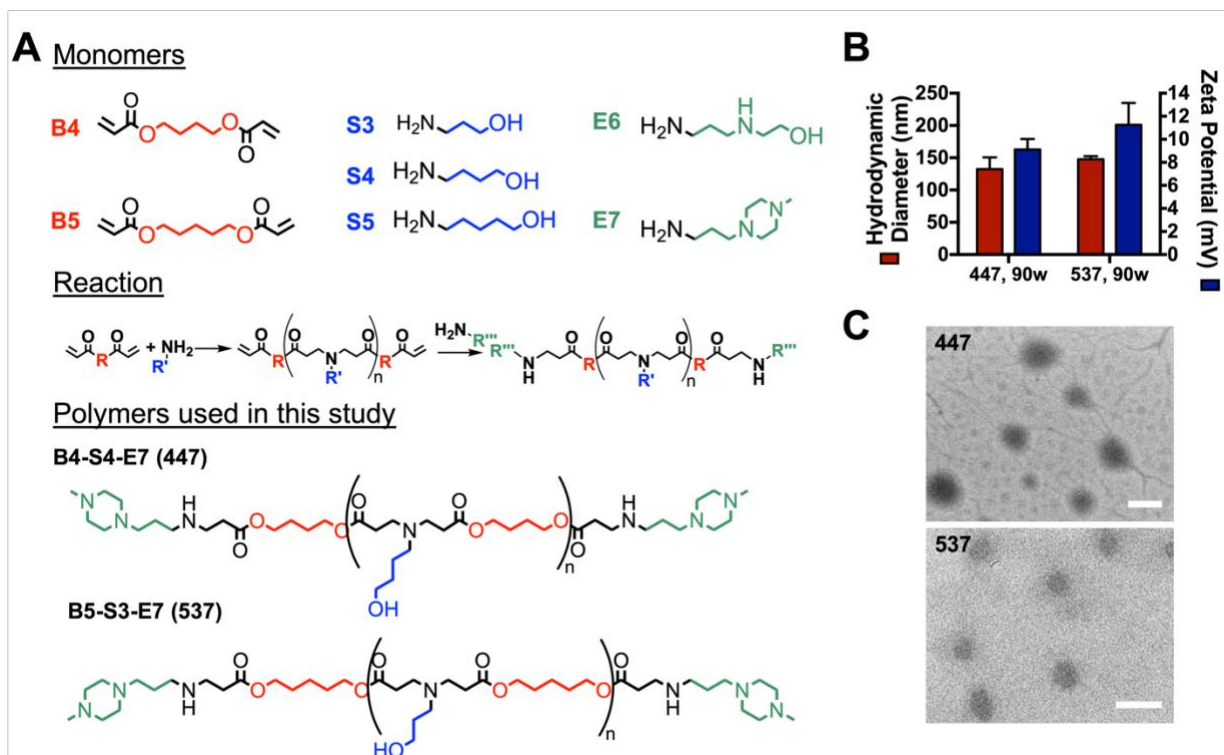 A
Monomers
B4
O
O
O
O
S3
H2N
OH
E6
H2N
H
N
OH
S4
H2N
OH
B5
O
O
O
O
S5
H2N
OH
E7
H2N
N
N
Reaction
O
O
R
+
NH2
R'
O
R
O
N
R'
O
n
R
O
H2N
R'''
R'''
N
H
O
R
O
N
R'
O
n
R
O
N
H
R'''
Polymers used in this study
B4-S4-E7 (447)
N
N
H
N
O
O
O
O
N
OH
O
O
O
n
O
H
N
N
N
B5-S3-E7 (537)
N
N
N
H
O
O
O
O
N
HO
O
O
O
n
O
N
H
N
N
B
Hydrodynamic
Diameter (nm)
250
200
150
100
50
0
14
12
10
8
6
4
2
0
Zeta Potential (mV)
447, 90w
537, 90w
C
447
537